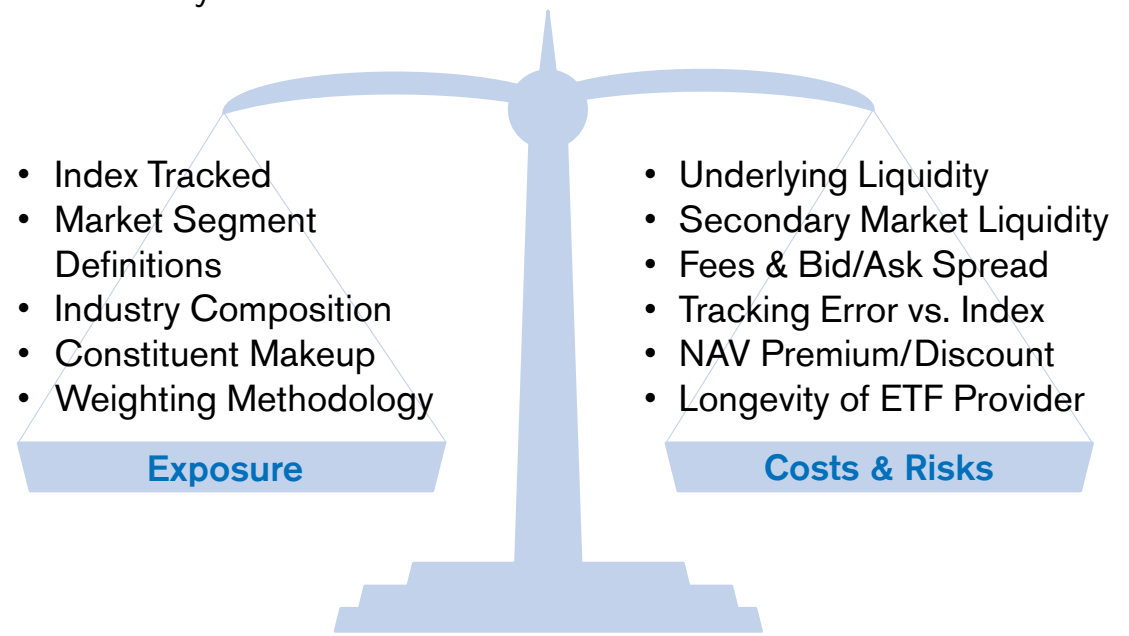 • Index Tracked
• Market Segment
Definitions
• Industry Composition
• Constituent Makeup
• Weighting Methodology
Exposure
• Underlying Liquidity
• Secondary Market Liquidity
• Fees & Bid/Ask Spread
• Tracking Error vs. Index
• NAV Premium/Discount
• Longevity of ETF Provider
Costs & Risks